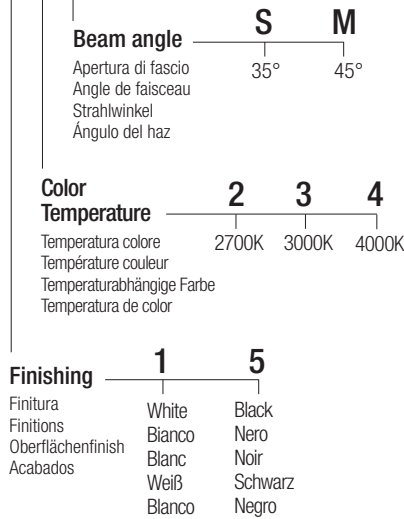 Beam angle S M
Apertura di fascio 35° 45°
Angle de faisceau
Strahlwinkel
Ángulo del haz
Color
Temperature 2 3 4
Temperatura colore 2700K 3000K 4000K
Température couleur
Temperaturabhängige Farbe
Temperatura de color
Finishing 1 5
Finitura White Black
Finitions Bianco Nero
Oberflächenfinish Blanc Noir
Acabados Weiß Schwarz
Blanco Negro